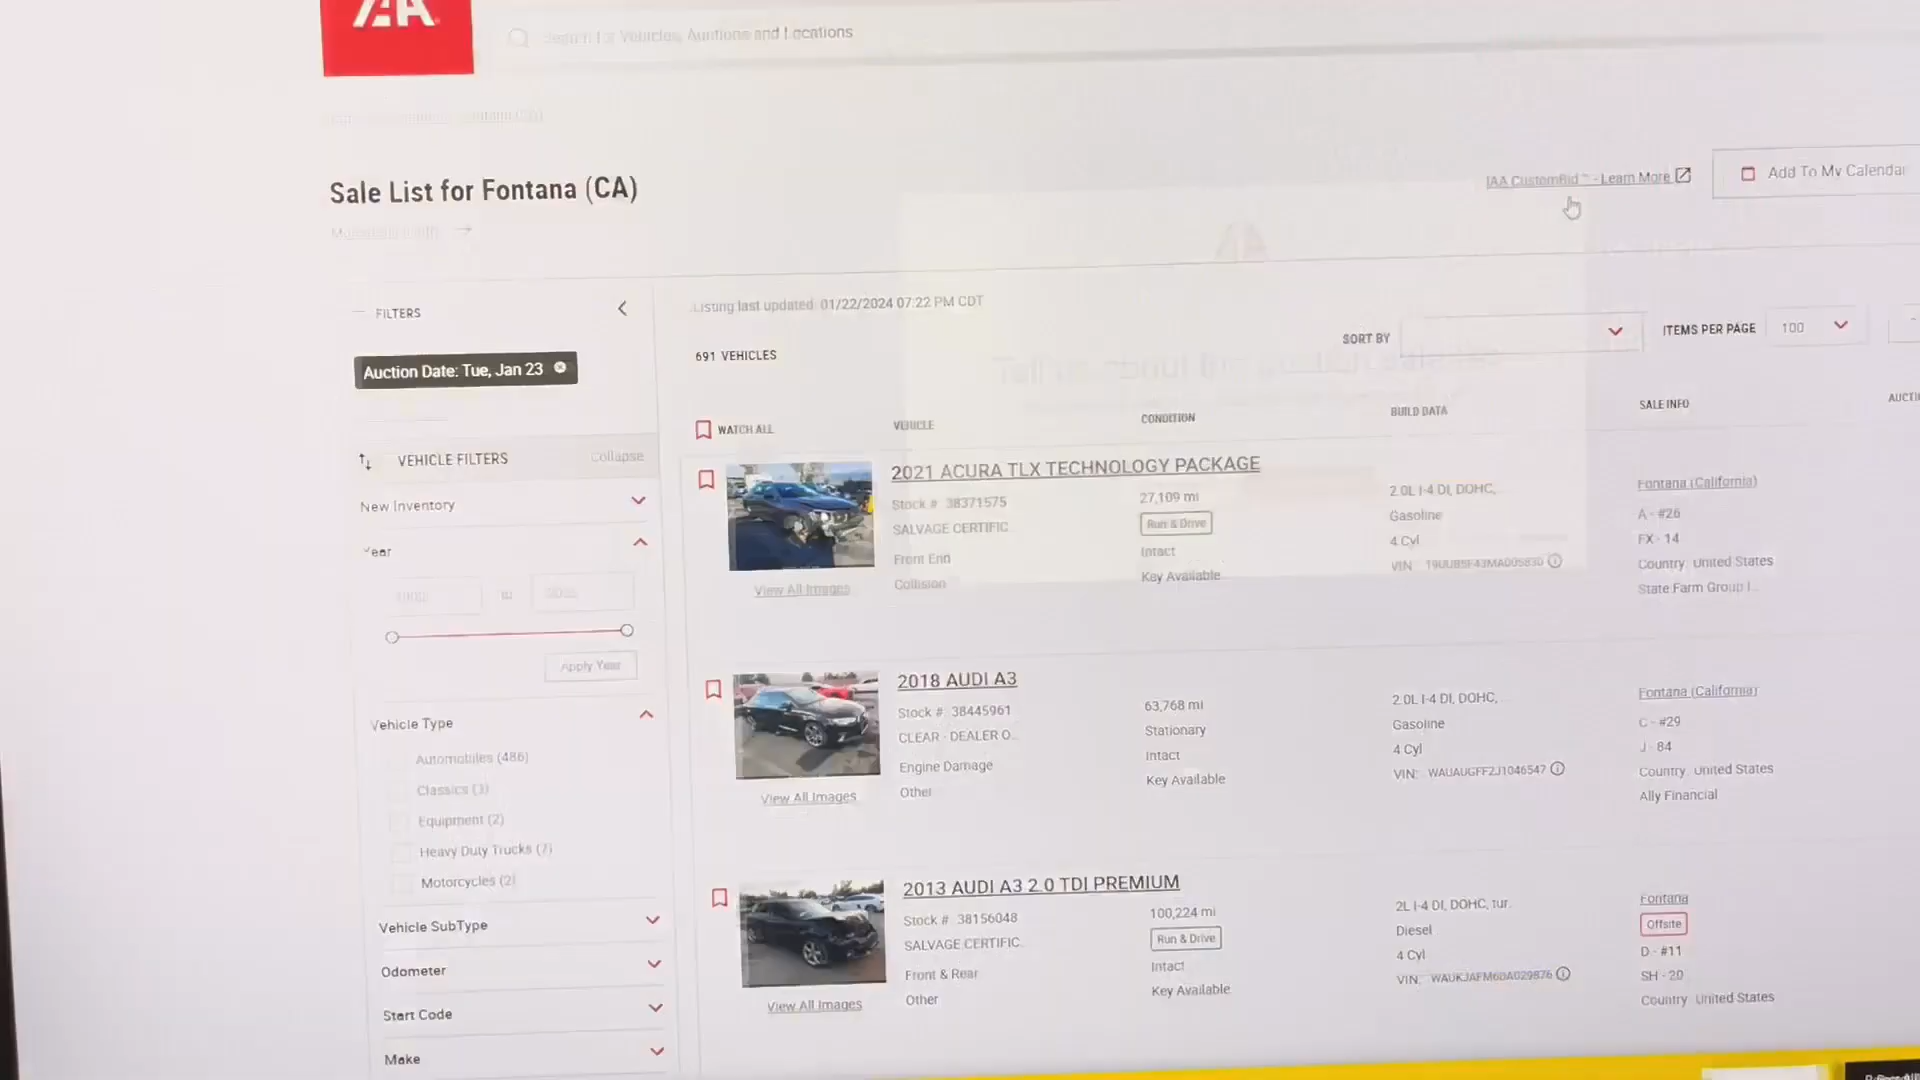 IAA
Search for Vehicles, Auctions and Locations
Sale List for Fontana (CA)
IAA CustomBid™ - Learn More
Add To My Calendar
FILTERS
Auction Date: Tue, Jan 23
Listing last updated: 01/22/2024 07:22 PM CDT
691 VEHICLES
SORT BY
ITEMS PER PAGE
100
WATCH ALL
VEHICLE
CONDITION
BUILD DATA
SALE INFO
VEHICLE FILTERS
Collapse
New Inventory
Year
to
Apply Year
Vehicle Type
Automobiles (486)
Classics (3)
Equipment (2)
Heavy Duty Trucks (7)
Motorcycles (2)
Vehicle SubType
Odometer
Start Code
Make
2021 ACURA TLX TECHNOLOGY PACKAGE
Stock #: 38371575
SALVAGE CERTIFIC...
Front End
Collision
View All Images
27,109 mi
Run & Drive
Intact
Key Available
2.0L I-4 DI, DOHC,...
Gasoline
4 Cyl
VIN:
Fontana (California)
A - #26
FX - 14
Country: United States
State Farm Group I...
2018 AUDI A3
Stock #: 38445961
CLEAR - DEALER O...
Engine Damage
Other
View All Images
63,768 mi
Stationary
Intact
Key Available
2.0L I-4 DI, DOHC,...
Gasoline
4 Cyl
VIN: WAUAUGFF2J1046547
Fontana (California)
C - #29
J - 84
Country: United States
Ally Financial
2013 AUDI A3 2.0 TDI PREMIUM
Stock #: 38156048
SALVAGE CERTIFIC...
Front & Rear
Other
View All Images
100,224 mi
Run & Drive
Intact
Key Available
2L I-4 DI, DOHC, tur...
Diesel
4 Cyl
VIN: WAUKJAFM6DA029876
Fontana
Offsite
D - #11
SH - 20
Country: United States